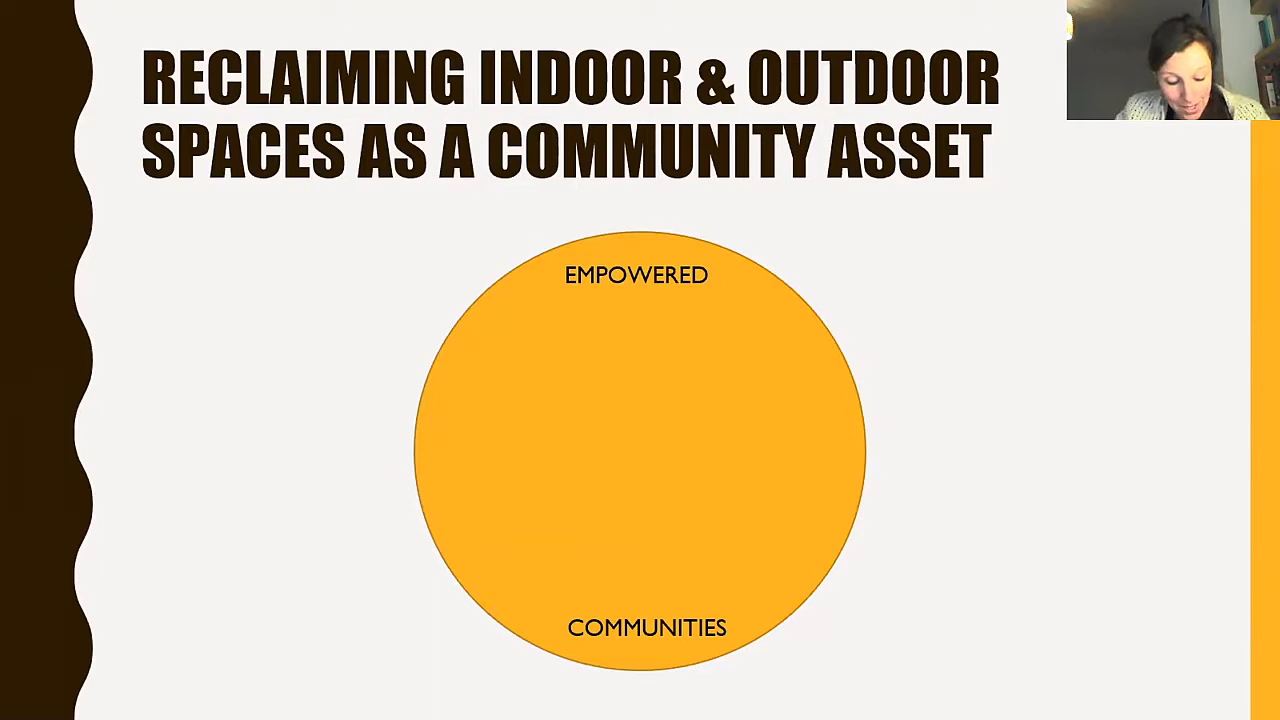 RECLAIMING INDOOR & OUTDOOR
SPACES AS A COMMUNITY ASSET
EMPOWERED
COMMUNITIES